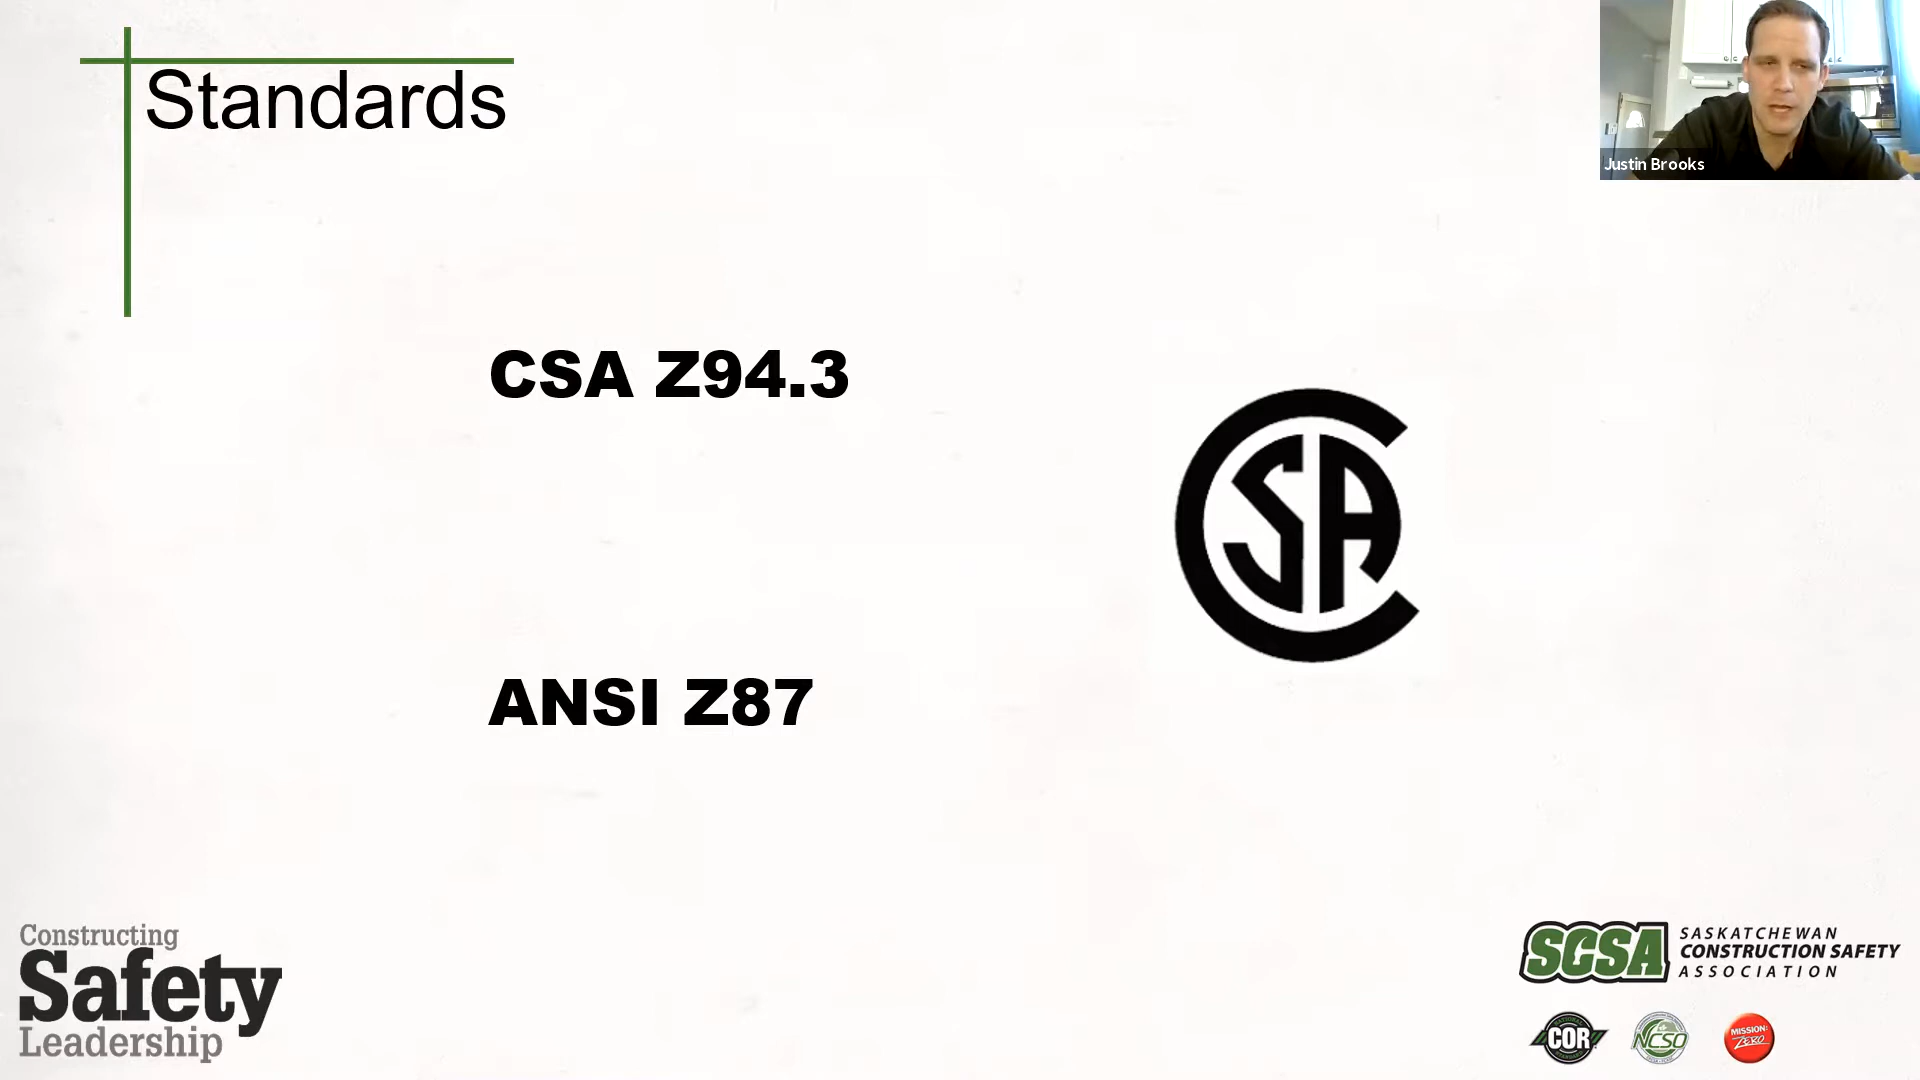 Standards
Justin Brooks
CSA Z94.3
CSA
ANSI Z87
Constructing
Safety
Leadership
SCSA
SASKATCHEWAN
CONSTRUCTION SAFETY
ASSOCIATION
COR
NCSO
MISSION:
ZERO